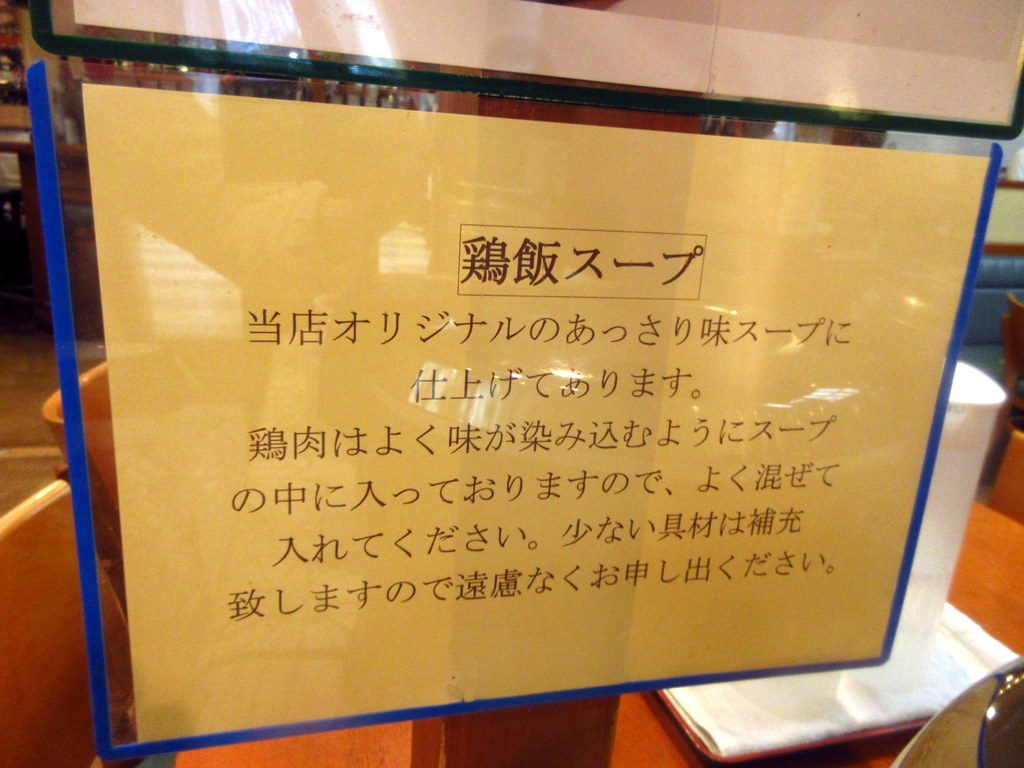 鶏飯スープ
当店オリジナルのあっさり味スープに
仕上げてあります。
鶏肉はよく味が染み込むようにスープ
の中に入っておりますので、よく混ぜて
入れてください。少ない具材は補充
致しますので遠慮なくお申し出ください。